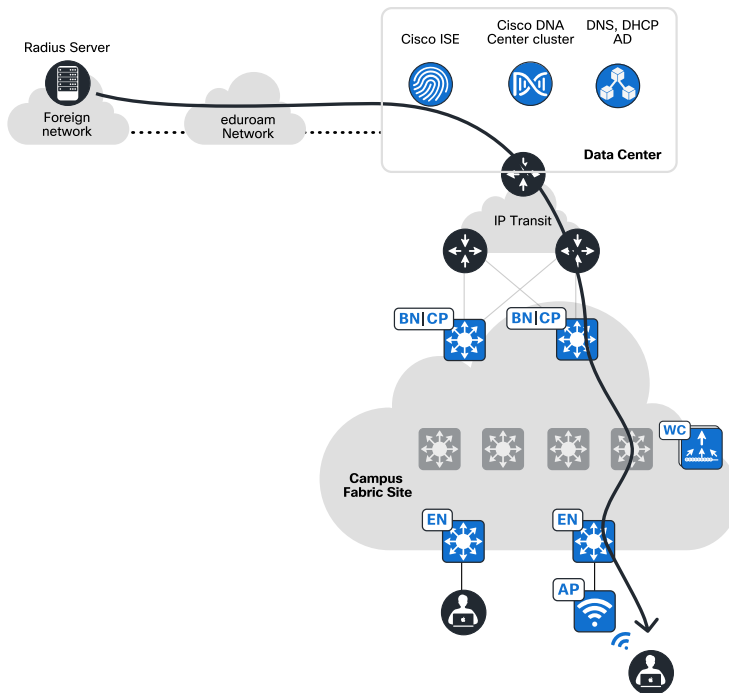 Radius Server
Foreign
network
eduroam
Network
Cisco ISE
Cisco DNA
Center cluster
DNS, DHCP
AD
Data Center
IP Transit
BN|CP
BN|CP
WC
Campus
Fabric Site
EN
EN
AP